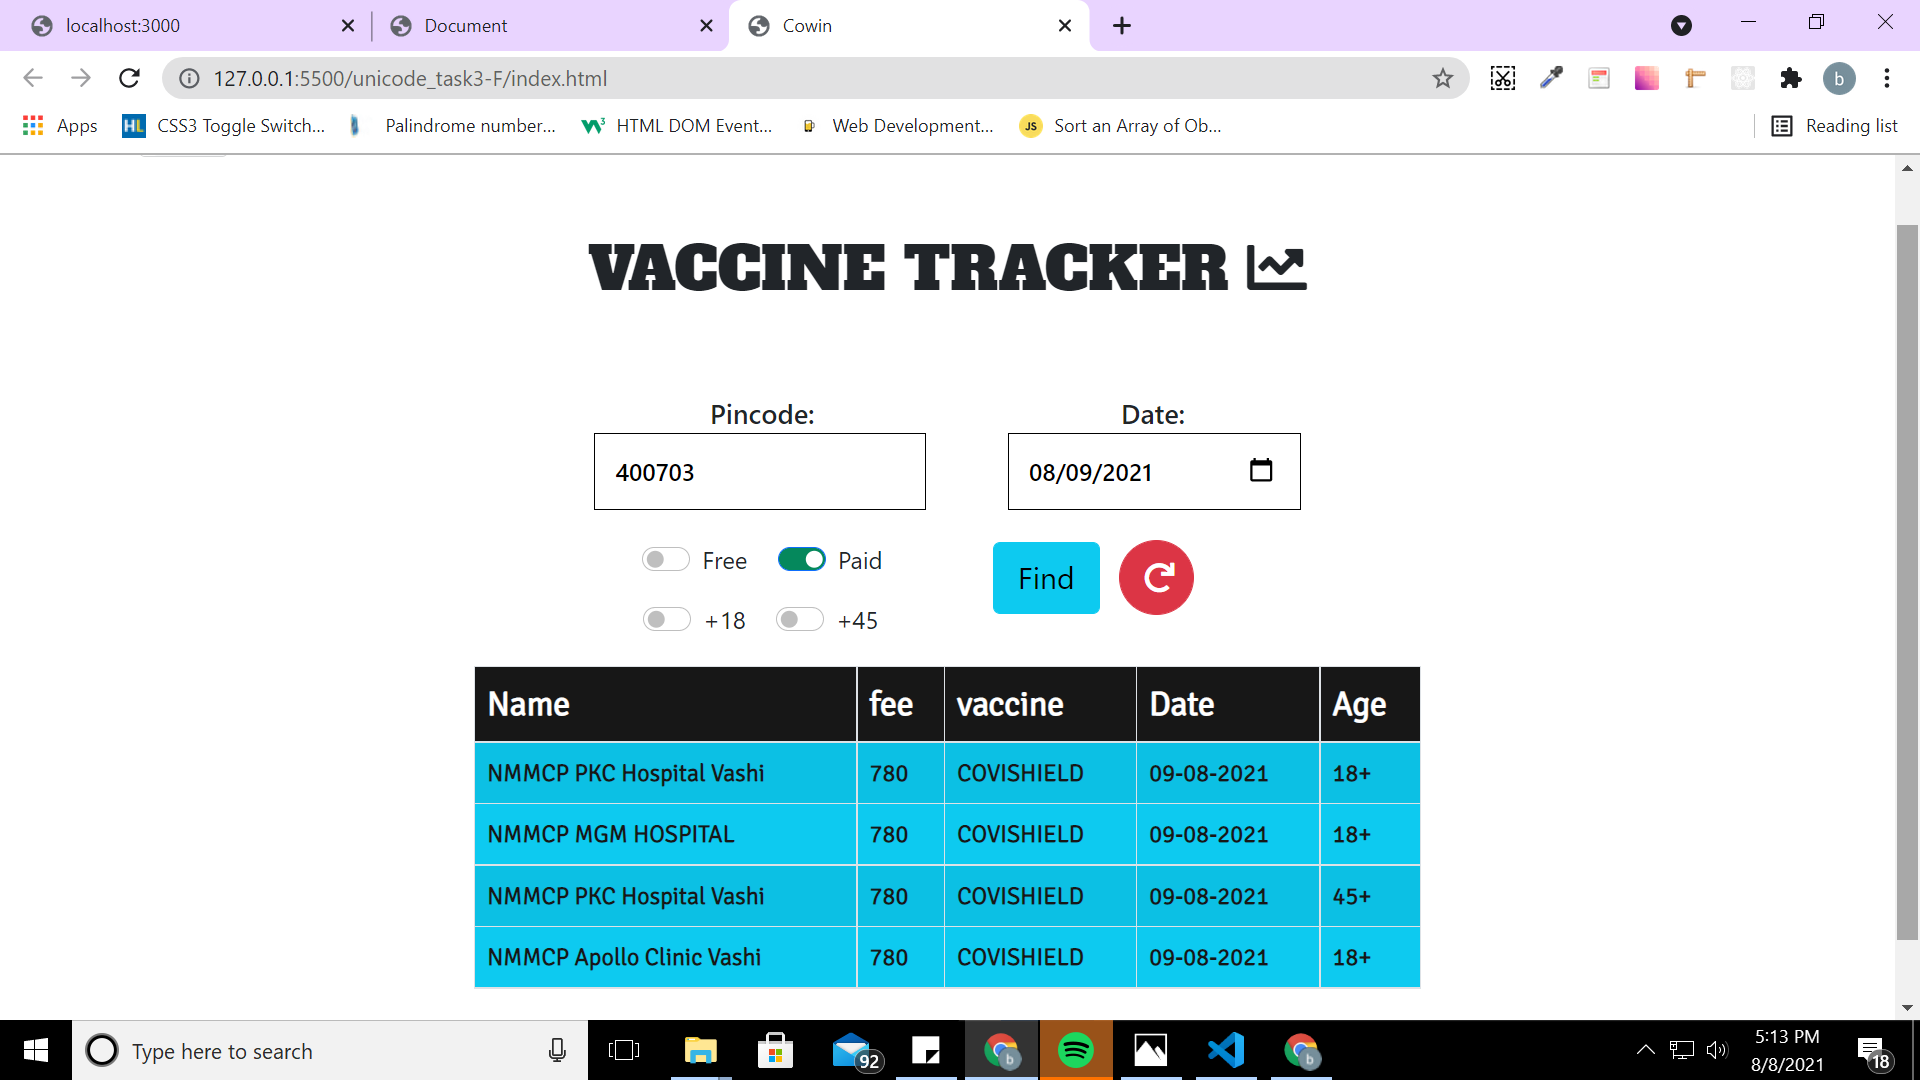 localhost:3000
Document
Cowin
127.0.0.1:5500/unicode_task3-F/index.html
b
Apps
HL
CSS3 Toggle Switch...
Palindrome number...
W3
HTML DOM Event...
Web Development...
JS
Sort an Array of Ob...
Reading list
VACCINE TRACKER
Pincode:
Date:
400703
08/09/2021
Free
Paid
Find
+18
+45
Name fee vaccine Date Age
NMMCP PKC Hospital Vashi 780 COVISHIELD 09-08-2021 18+
NMMCP MGM HOSPITAL 780 COVISHIELD 09-08-2021 18+
NMMCP PKC Hospital Vashi 780 COVISHIELD 09-08-2021 45+
NMMCP Apollo Clinic Vashi 780 COVISHIELD 09-08-2021 18+
Type here to search
92
b
b
5:13 PM
8/8/2021
18